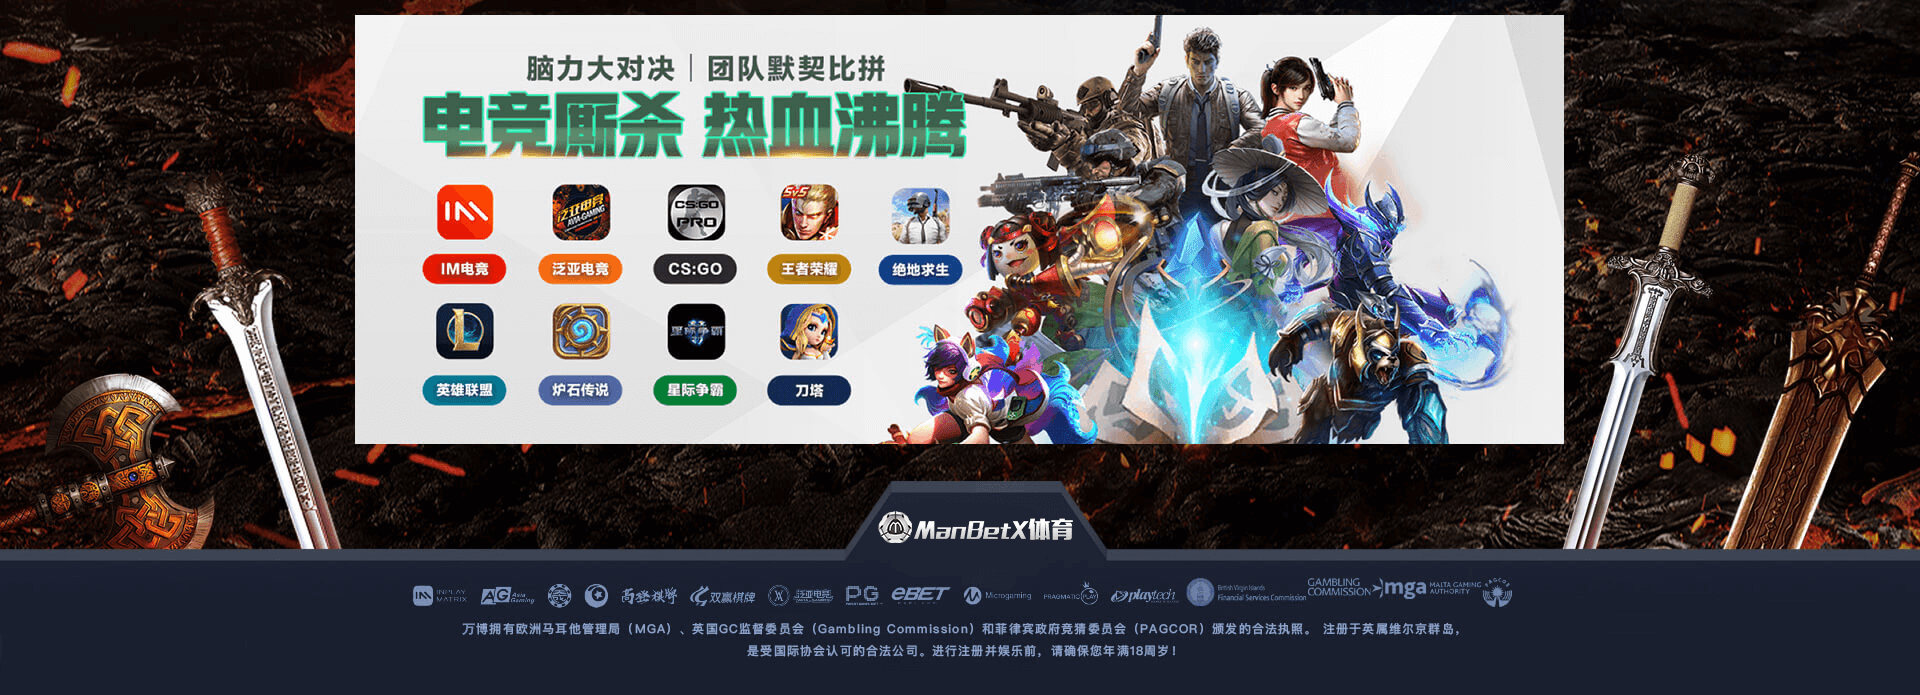 脑力大对决｜团队默契比拼
电竞厮杀 热血沸腾
CS:GO PRO
5v5
IM电竞 泛亚电竞 CS:GO 王者荣耀 绝地求生
星际争霸
英雄联盟 炉石传说 星际争霸 刀塔
ManBetX体育
INPLAY MATRIX AG Asia Gaming 双赢棋牌 泛亚电竞 PG eBET Microgaming PRAGMATIC PLAY playtech British Virgin Islands Financial Services Commission GAMBLING COMMISSION mga MALTA GAMING AUTHORITY PAGCOR
万博拥有欧洲马耳他管理局（MGA）、英国GC监督委员会（Gambling Commission）和菲律宾政府竞猜委员会（PAGCOR）颁发的合法执照。 注册于英属维尔京群岛，
是受国际协会认可的合法公司。进行注册并娱乐前，请确保您年满18周岁！